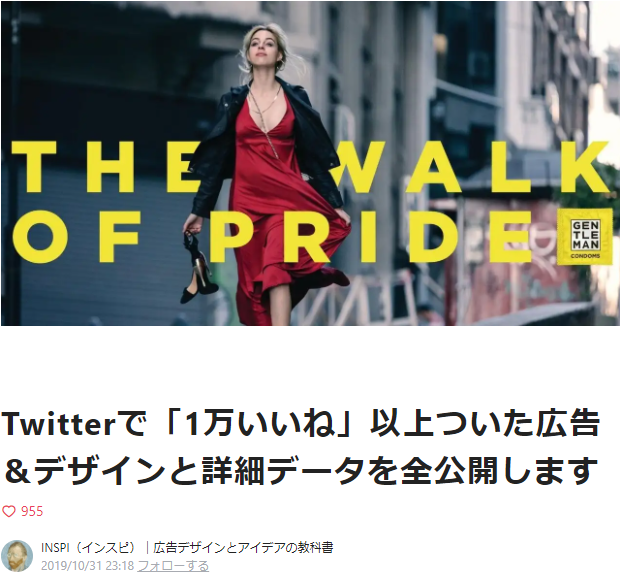 THE WALK
OF PRIDE
GEN
TLE
MAN
CONDOMS
Twitterで「1万いいね」以上ついた広告
&デザインと詳細データを全公開します
955
INSPI（インスピ）｜広告デザインとアイデアの教科書
2019/10/31 23:18 フォローする